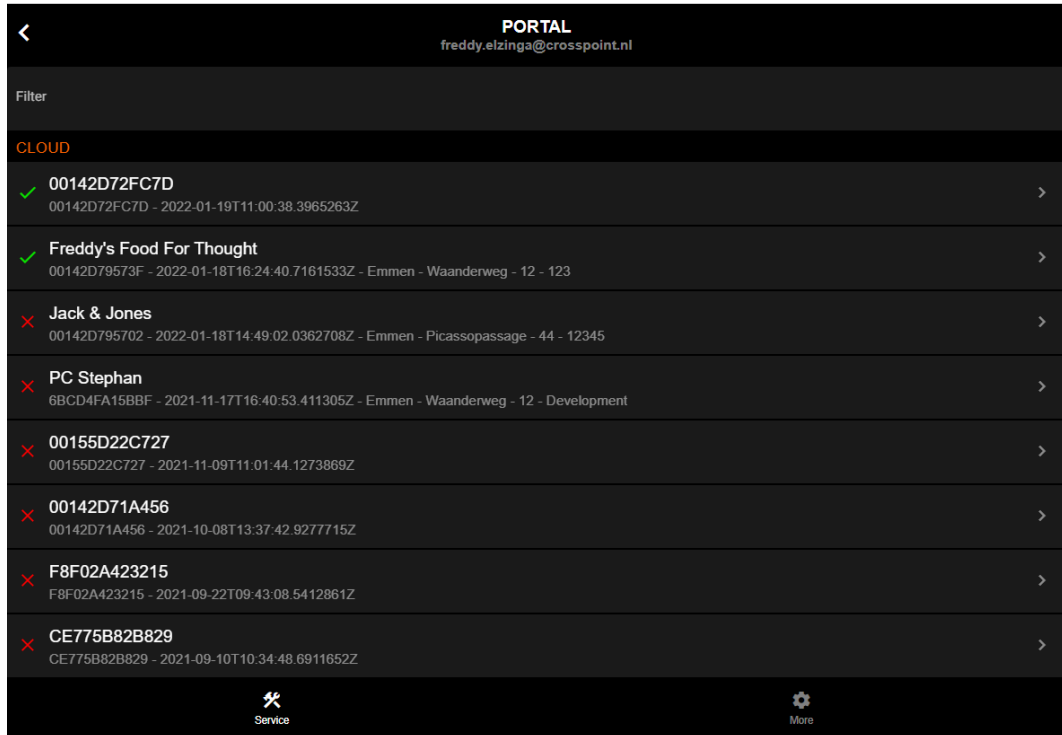 PORTAL
freddy.elzinga@crosspoint.nl
Filter
CLOUD
00142D72FC7D
00142D72FC7D - 2022-01-19T11:00:38.3965263Z
Freddy's Food For Thought
00142D79573F - 2022-01-18T16:24:40.7161533Z - Emmen - Waanderweg - 12 - 123
Jack & Jones
00142D795702 - 2022-01-18T14:49:02.0362708Z - Emmen - Picassopassage - 44 - 12345
PC Stephan
6BCD4FA15BBF - 2021-11-17T16:40:53.411305Z - Emmen - Waanderweg - 12 - Development
00155D22C727
00155D22C727 - 2021-11-09T11:01:44.1273869Z
00142D71A456
00142D71A456 - 2021-10-08T13:37:42.9277715Z
F8F02A423215
F8F02A423215 - 2021-09-22T09:43:08.5412861Z
CE775B82B829
CE775B82B829 - 2021-09-10T10:34:48.6911652Z
Service
More